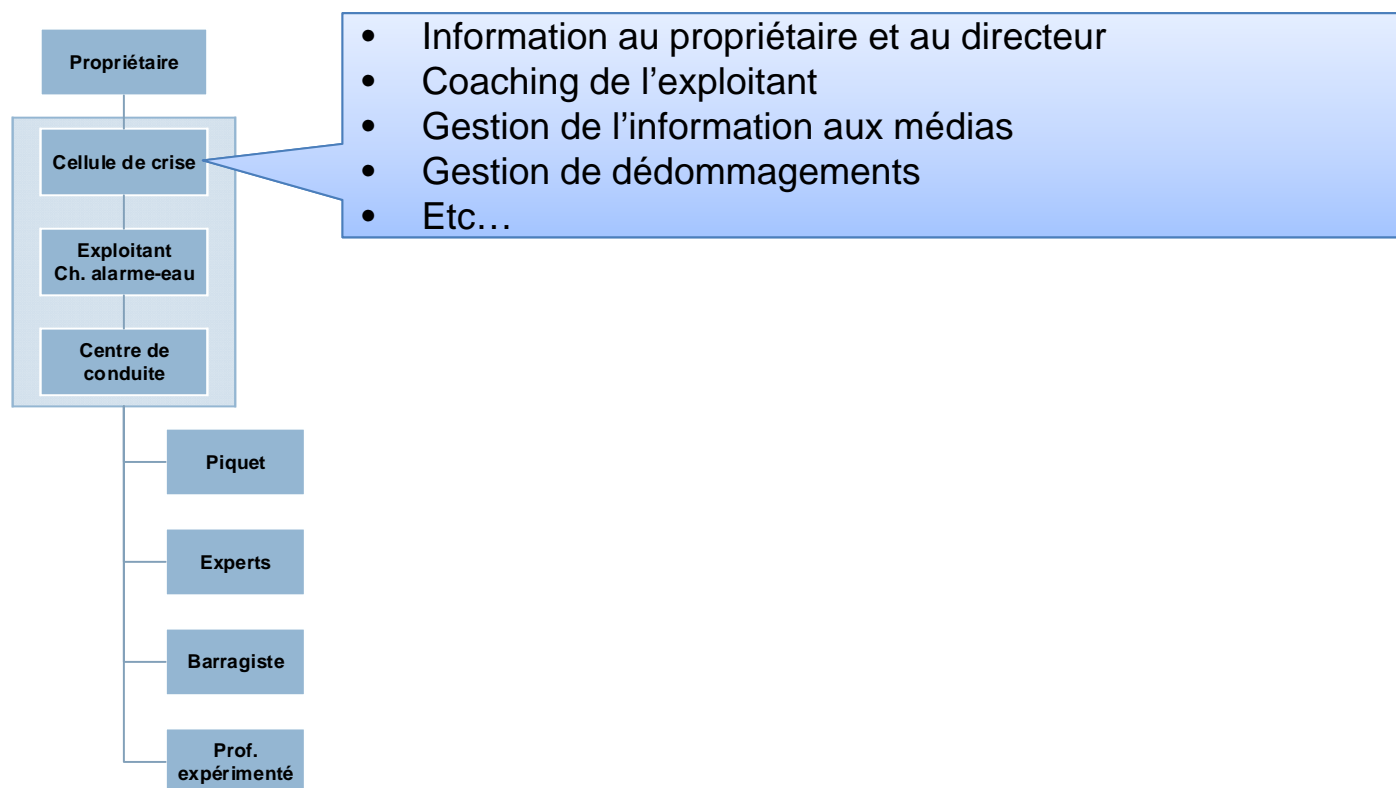 Propriétaire
Cellule de crise
Exploitant
Ch. alarme-eau
Centre de
conduite
Piquet
Experts
Barragiste
Prof.
expérimenté
• Information au propriétaire et au directeur
• Coaching de l’exploitant
• Gestion de l’information aux médias
• Gestion de dédommagements
• Etc…